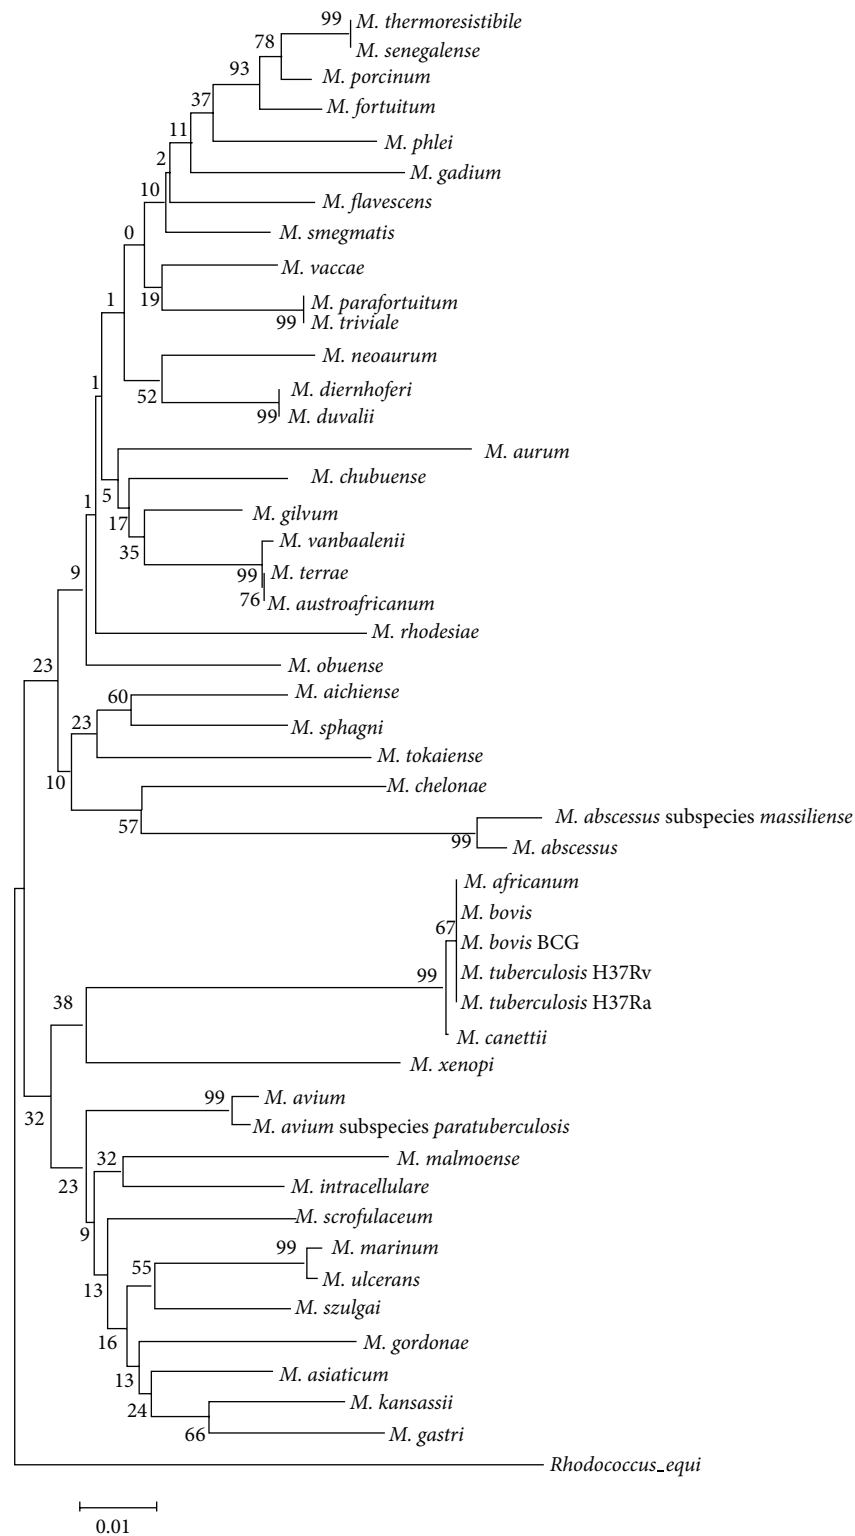 99 M. thermoresistibile
78 M. senegalense
93 M. porcinum
37 M. fortuitum
11 M. phlei
2 M. gadium
10 M. flavescens
0 M. smegmatis
M. vaccae
1 19 M. parafortuitum
99 M. triviale
M. neoaurum
1 52 M. diernhoferi
99 M. duvalii
M. aurum
5 M. chubuense
1 17 M. gilvum
35 M. vanbaalenii
9 99 M. terrae
76 M. austroafricanum
M. rhodesiae
23 M. obuense
60 M. aichiense
23 M. sphagni
M. tokaiense
10 M. chelonae
57 M. abscessus subspecies massiliense
99 M. abscessus
M. africanum
M. bovis
67 M. bovis BCG
99 M. tuberculosis H37Rv
38 M. tuberculosis H37Ra
M. canettii
M. xenopi
99 M. avium
32 M. avium subspecies paratuberculosis
32 M. malmoense
23 M. intracellulare
M. scrofulaceum
9 99 M. marinum
55 M. ulcerans
13 M. szulgai
16 M. gordonae
13 M. asiaticum
24 M. kansassii
66 M. gastri
Rhodococcus_equi
0.01